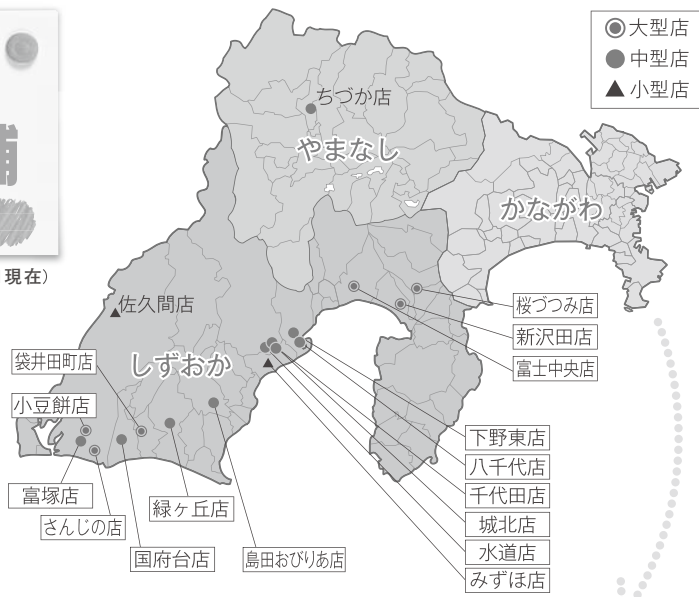 大型店
中型店
小型店
ちづか店
やまなし
舗
かながわ
現在)
佐久間店
しずおか
袋井田町店
小豆餅店
富塚店
さんじの店
国府台店
緑ヶ丘店
島田おびりあ店
桜づつみ店
新沢田店
富士中央店
下野東店
八千代店
千代田店
城北店
水道店
みずほ店